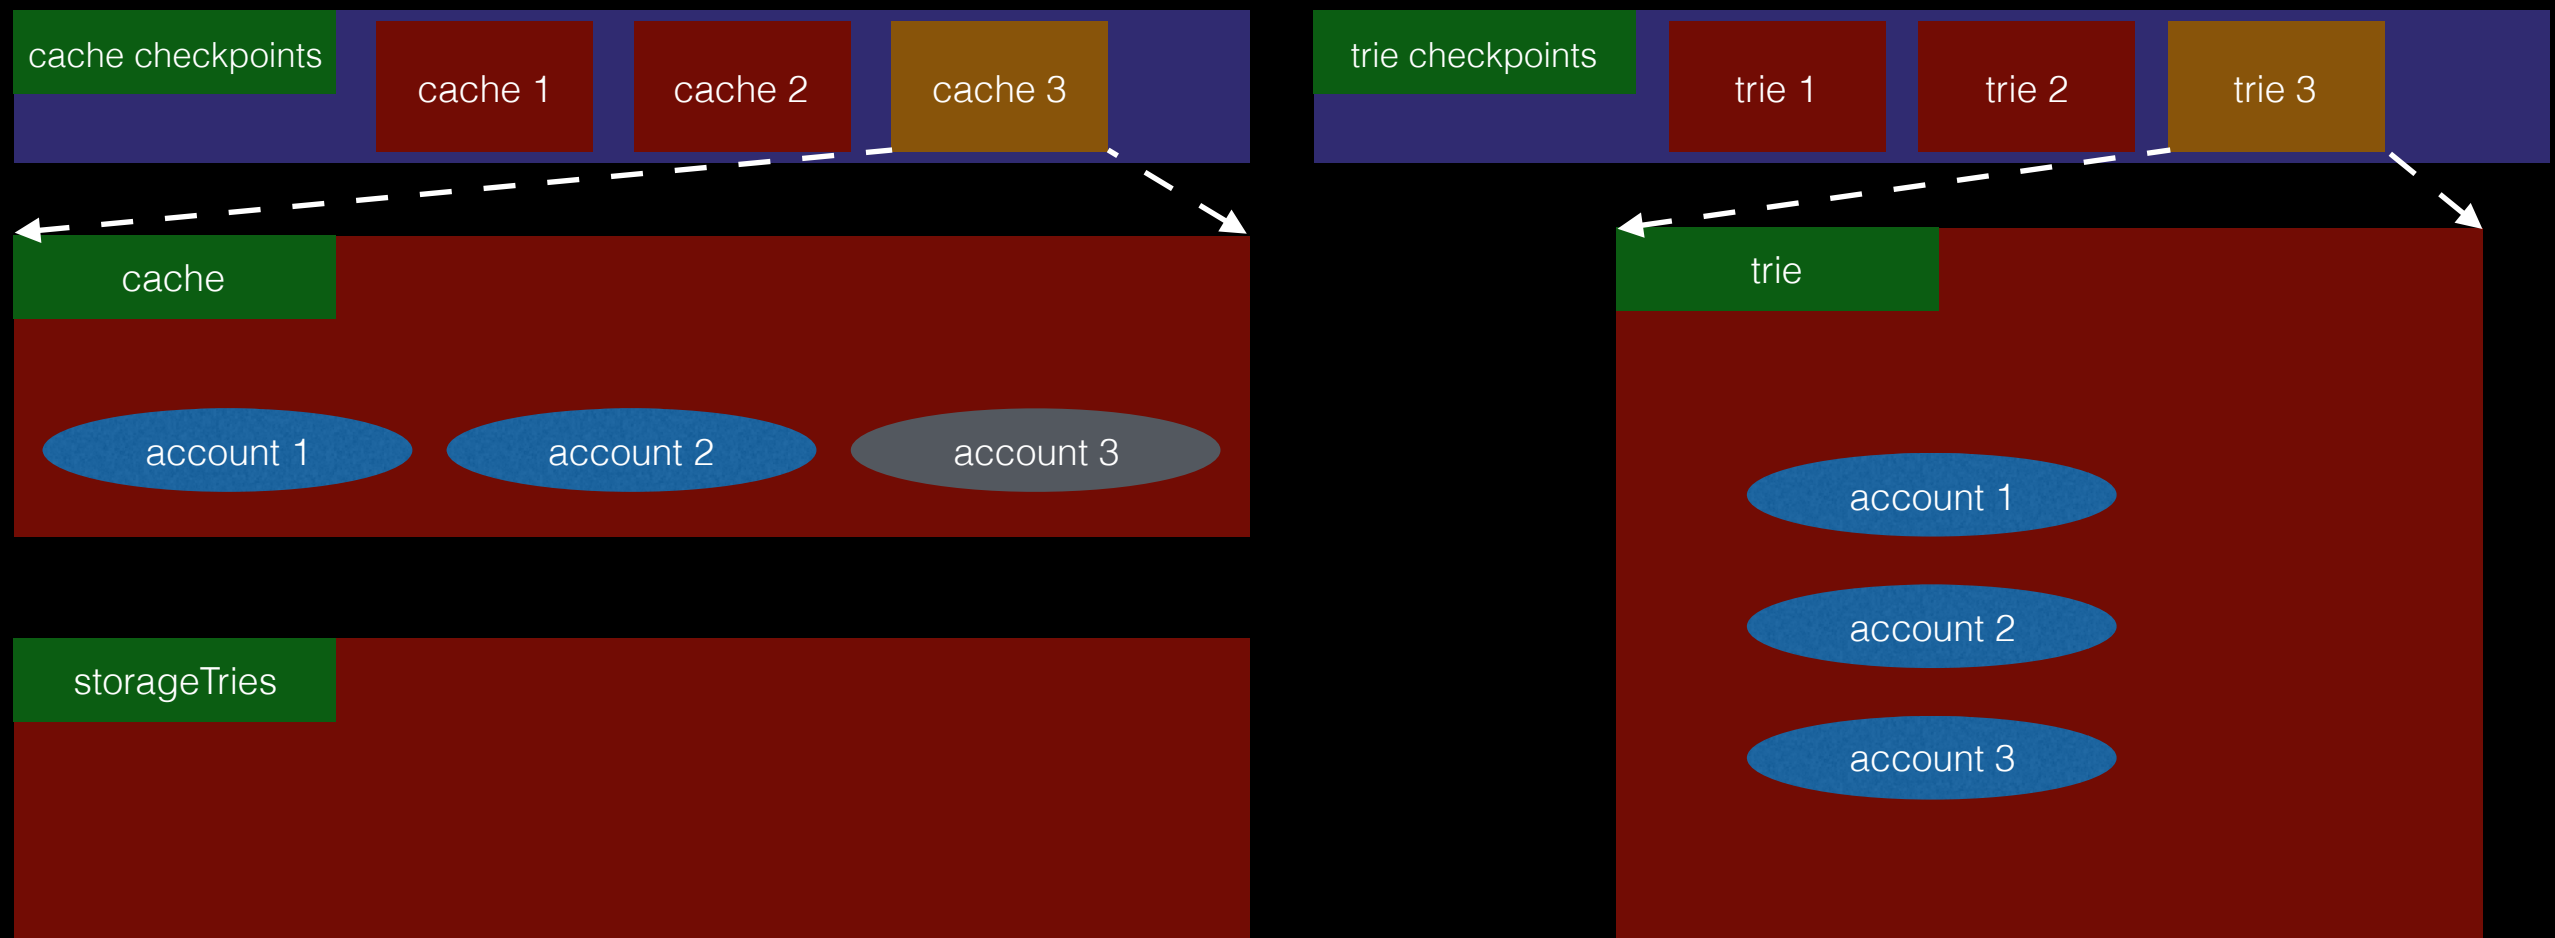 cache checkpoints
cache 1
cache 2
cache 3
trie checkpoints
trie 1
trie 2
trie 3
cache
account 1
account 2
account 3
storageTries
trie
account 1
account 2
account 3